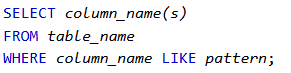 SELECT column_name(s)
FROM table_name
WHERE column_name LIKE pattern;